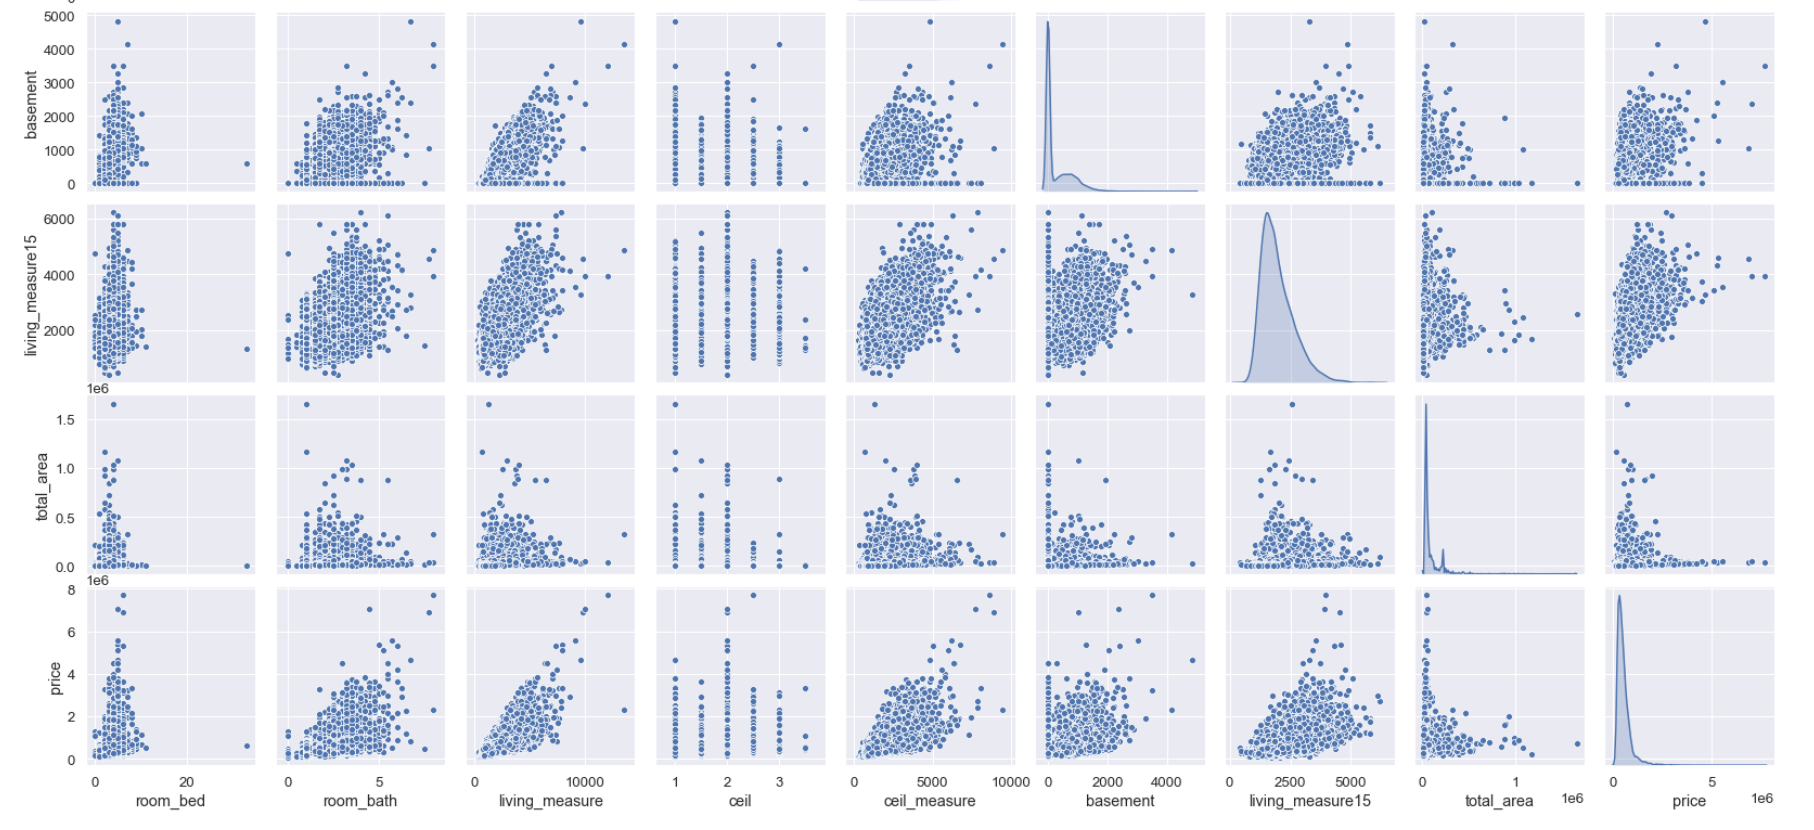 5000
4000
3000
2000
1000
0
basement
6000
4000
2000
living_measure15
1e6
1.5
1.0
0.5
0.0
total_area
1e6
8
6
4
2
0
price
0 20 0 5 0 10000 1 2 3 0 5000 10000 0 2000 4000 0 2500 5000 0 1 0 5
room_bed room_bath living_measure ceil ceil_measure basement living_measure15 total_area 1e6 price 1e6